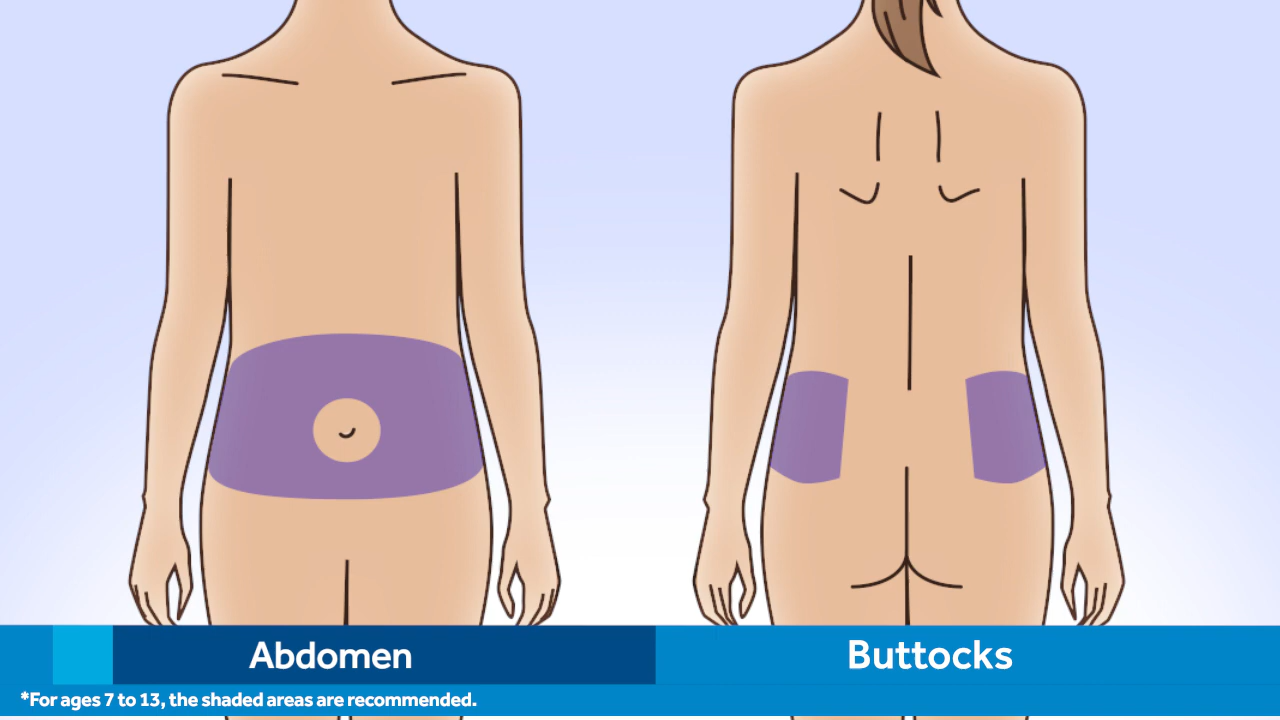 Abdomen
Buttocks
*For ages 7 to 13, the shaded areas are recommended.